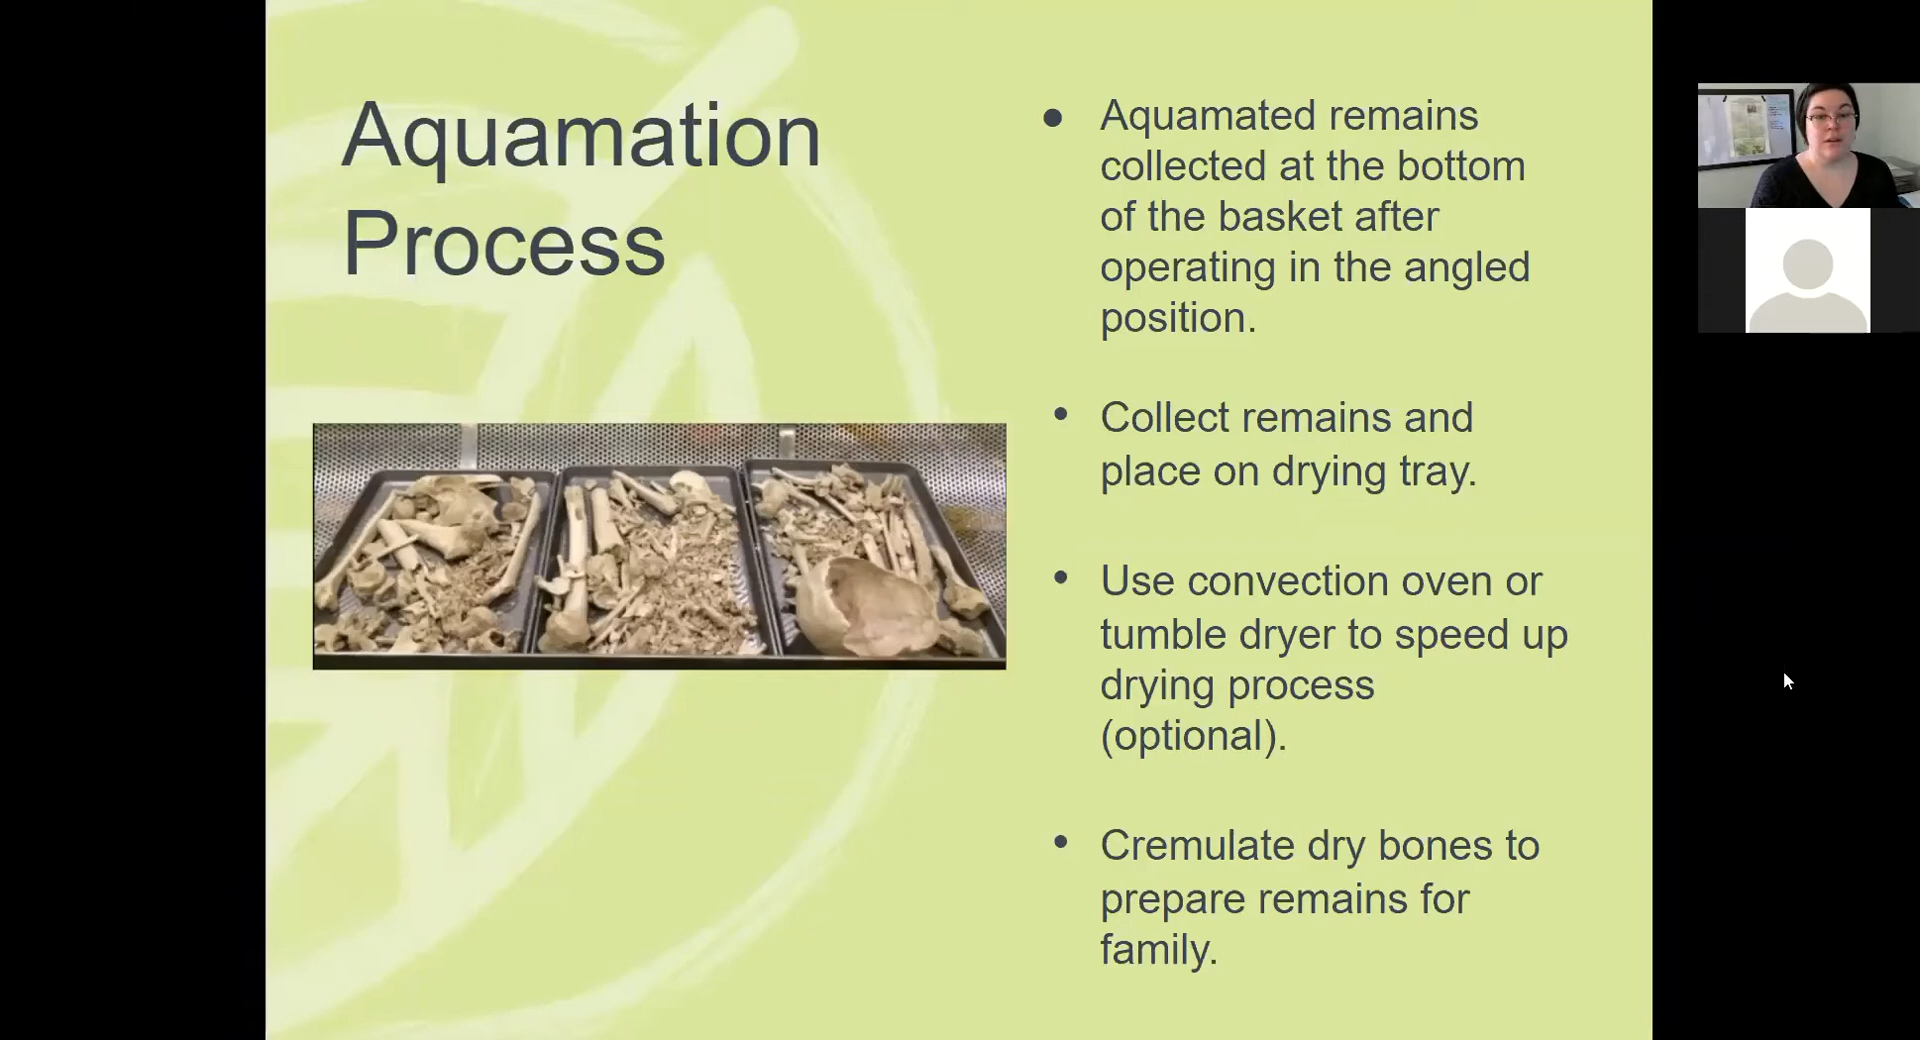 Aquamation
Process
● Aquamated remains
collected at the bottom
of the basket after
operating in the angled
position.
• Collect remains and
place on drying tray.
• Use convection oven or
tumble dryer to speed up
drying process
(optional).
• Cremulate dry bones to
prepare remains for
family.